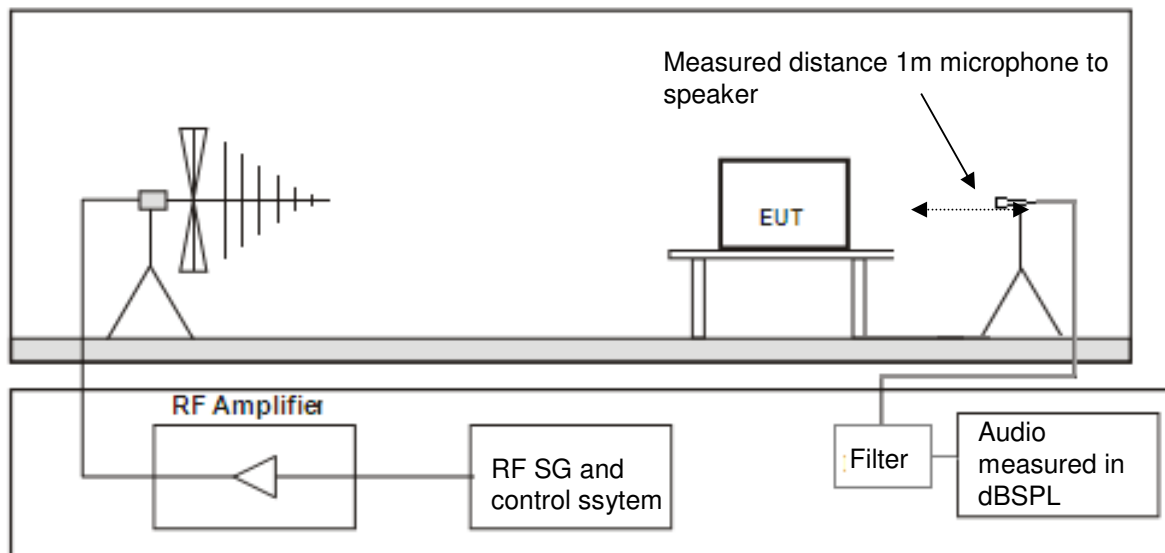 Measured distance 1m microphone to
speaker
EUT
RF Amplifier
RF SG and
control ssytem
Filter
Audio
measured in
dBSPL